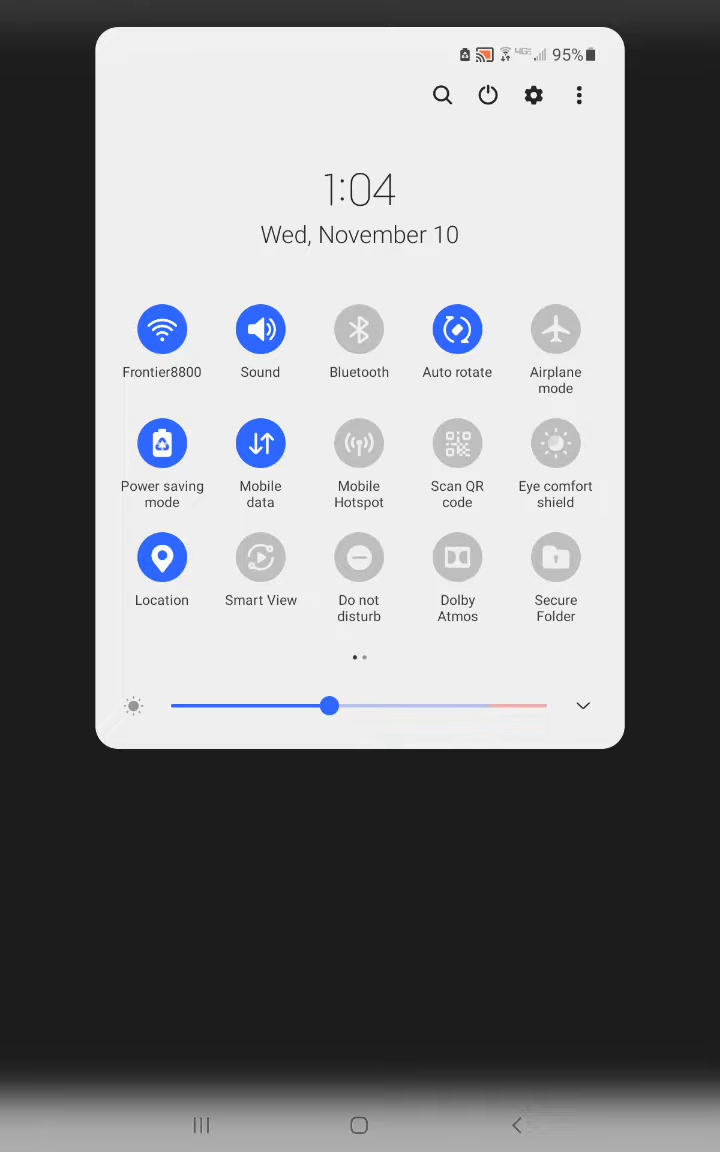 4GE 95%
1:04
Wed, November 10
Frontier8800 Sound Bluetooth Auto rotate Airplane
mode
Power saving Mobile Mobile Scan QR Eye comfort
mode data Hotspot code shield
Location Smart View Do not Dolby Secure
disturb Atmos Folder